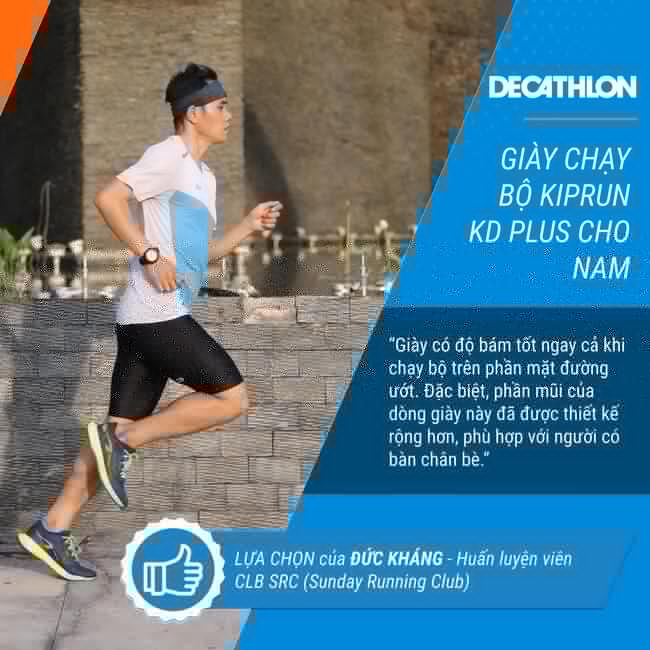 DECATHLON
GIÀY CHẠY
BỘ KIPRUN
KD PLUS CHO
NAM
“Giày có độ bám tốt ngay cả khi
chạy bộ trên phần mặt đường
ướt. Đặc biệt, phần mũi của
dòng giày này đã được thiết kế
rộng hơn, phù hợp với người có
bàn chân bè.”
LỰA CHỌN của ĐỨC KHÁNG - Huấn luyện viên
CLB SRC (Sunday Running Club)